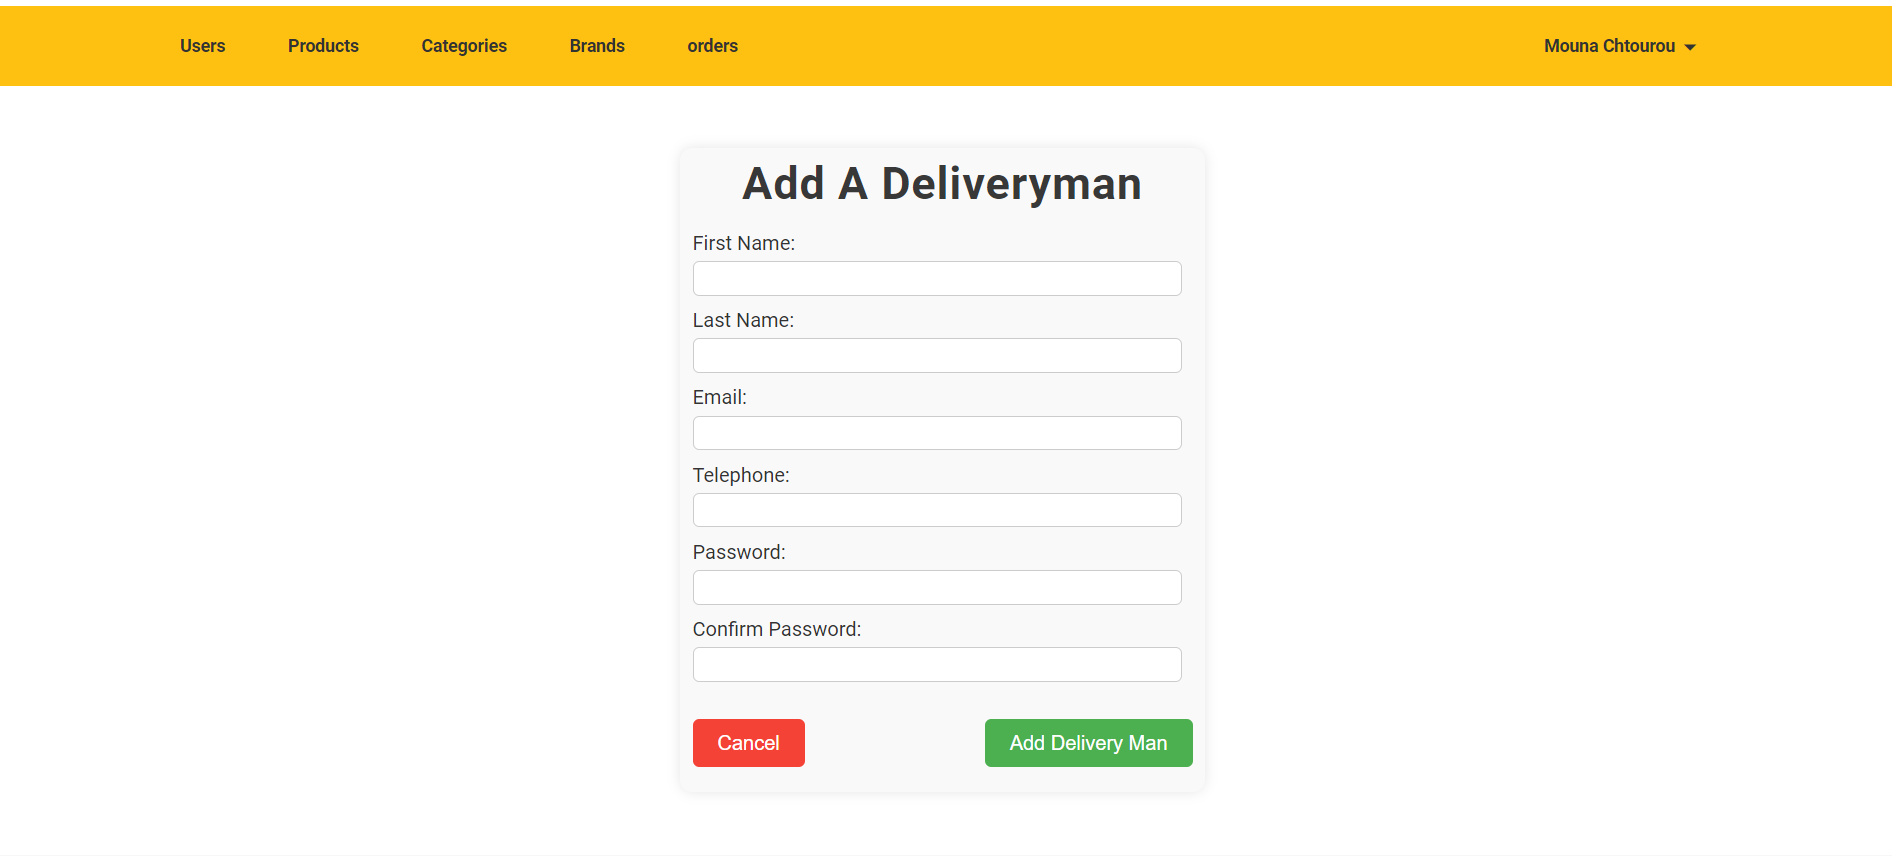 Users Products Categories Brands orders Mouna Chtourou
Add A Deliveryman
First Name:
Last Name:
Email:
Telephone:
Password:
Confirm Password:
Cancel Add Delivery Man